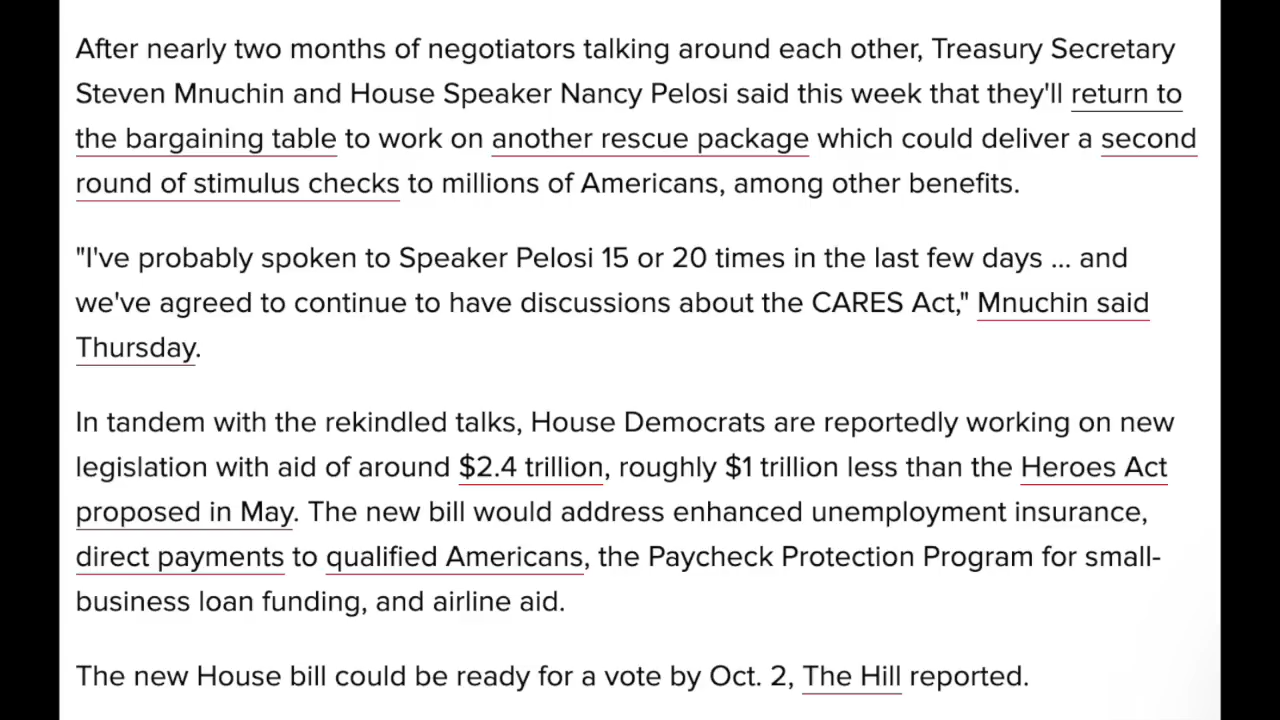 After nearly two months of negotiators talking around each other, Treasury Secretary
Steven Mnuchin and House Speaker Nancy Pelosi said this week that they'll return to
the bargaining table to work on another rescue package which could deliver a second
round of stimulus checks to millions of Americans, among other benefits.
"I've probably spoken to Speaker Pelosi 15 or 20 times in the last few days ... and
we've agreed to continue to have discussions about the CARES Act," Mnuchin said
Thursday.
In tandem with the rekindled talks, House Democrats are reportedly working on new
legislation with aid of around $2.4 trillion, roughly $1 trillion less than the Heroes Act
proposed in May. The new bill would address enhanced unemployment insurance,
direct payments to qualified Americans, the Paycheck Protection Program for small-
business loan funding, and airline aid.
The new House bill could be ready for a vote by Oct. 2, The Hill reported.